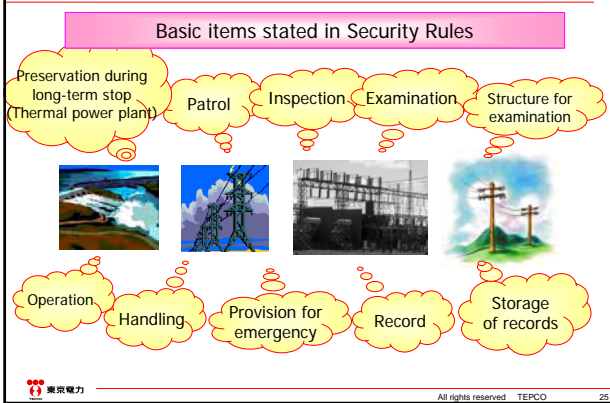 Basic items stated in Security Rules
Preservation during
long-term stop
(Thermal power plant)
Patrol
Inspection
Examination
Structure for
examination
Operation
Handling
Provision for
emergency
Record
Storage
of records
東京電力
TEPCO
All rights reserved TEPCO
25